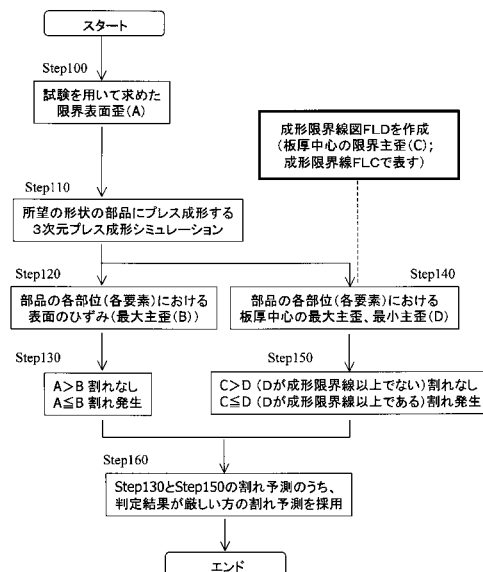 スタート
Step100
試験を用いて求めた
限界表面歪(A)
成形限界線図FLDを作成
(板厚中心の限界主歪(C);
成形限界線FLCで表す)
Step110
所望の形状の部品にプレス成形する
3次元プレス成形シミュレーション
Step120
部品の各部位(各要素)における
表面のひずみ(最大主歪(B))
Step140
部品の各部位(各要素)における
板厚中心の最大主歪、最小主歪(D)
Step130
A>B 割れなし
A≦B 割れ発生
Step150
C>D (Dが成形限界線以上でない)割れなし
C≦D (Dが成形限界線以上である)割れ発生
Step160
Step130とStep150の割れ予測のうち、
判定結果が厳しい方の割れ予測を採用
エンド